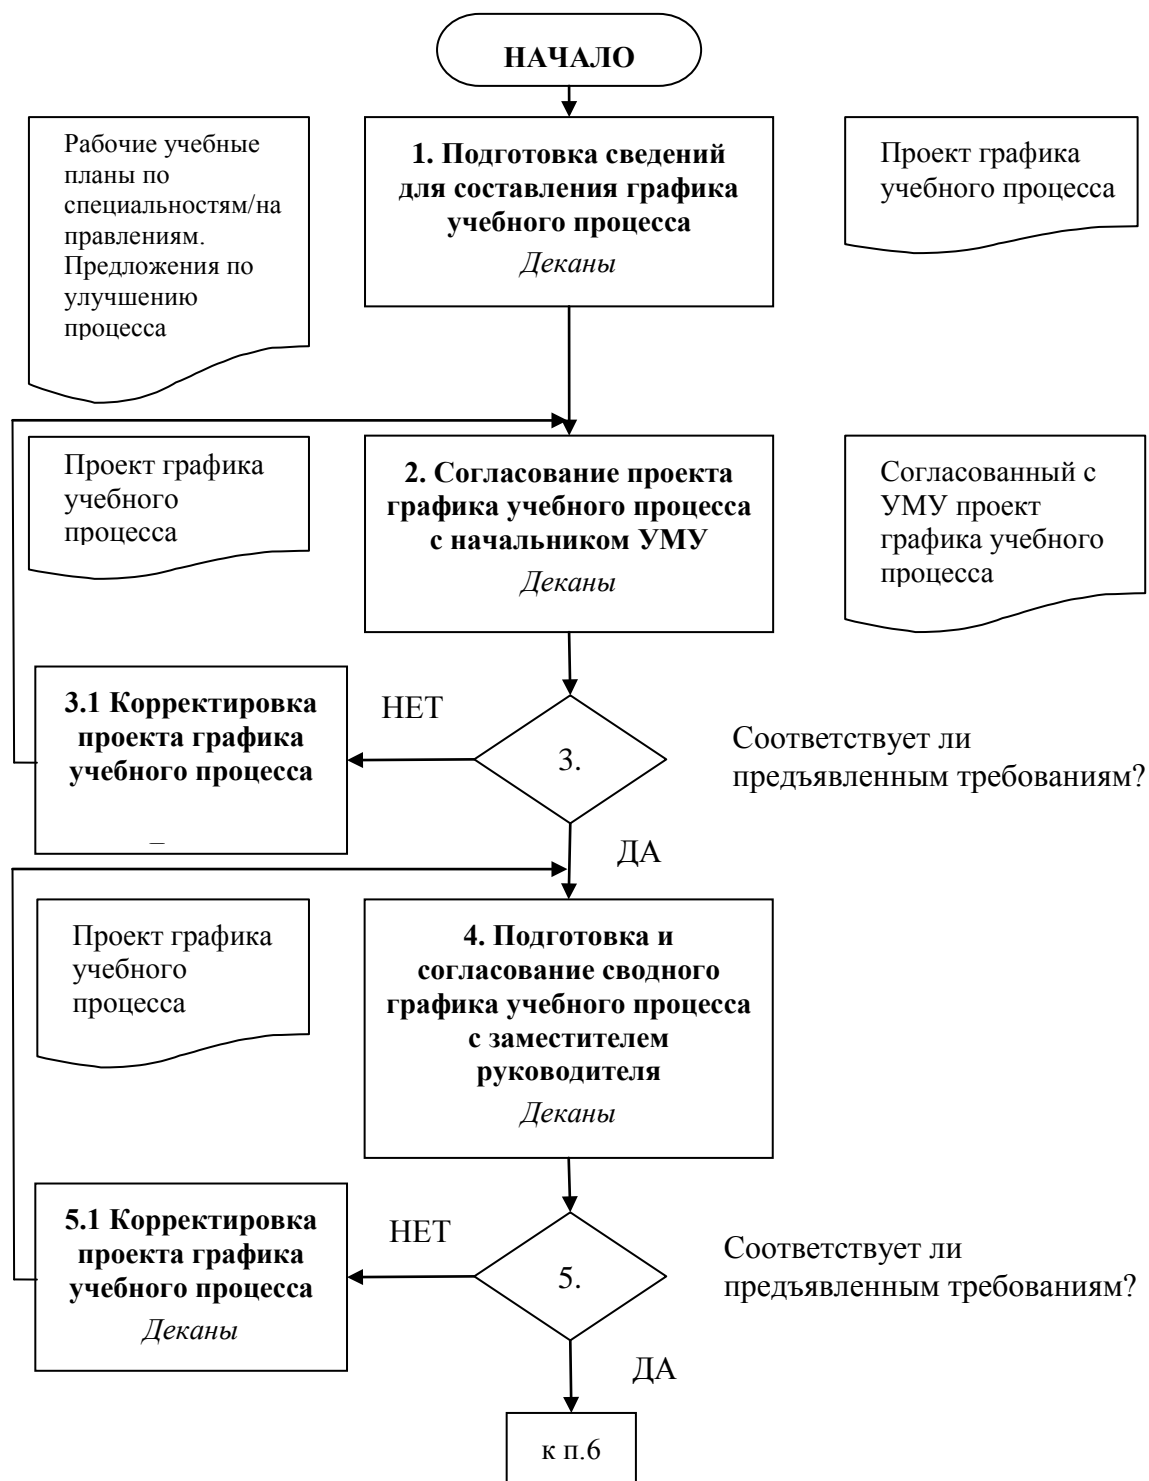 НАЧАЛО
Рабочие учебные
планы по
специальностям/на
правлениям.
Предложения по
улучшению
процесса
1. Подготовка сведений
для составления графика
учебного процесса
Деканы
Проект графика
учебного процесса
Проект графика
учебного
процесса
2. Согласование проекта
графика учебного процесса
с начальником УМУ
Деканы
Согласованный с
УМУ проект
графика учебного
процесса
3.1 Корректировка
проекта графика
учебного процесса
НЕТ
3.
Соответствует ли
предъявленным требованиям?
ДА
Проект графика
учебного
процесса
4. Подготовка и
согласование сводного
графика учебного процесса
с заместителем
руководителя
Деканы
5.1 Корректировка
проекта графика
учебного процесса
Деканы
НЕТ
5.
Соответствует ли
предъявленным требованиям?
ДА
к п.6